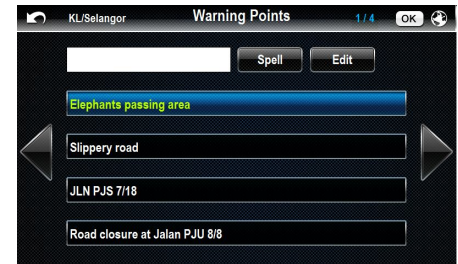 KL/Selangor Warning Points 1/4 OK
Spell Edit
Elephants passing area
Slippery road
JLN PJS 7/18
Road closure at Jalan PJU 8/8